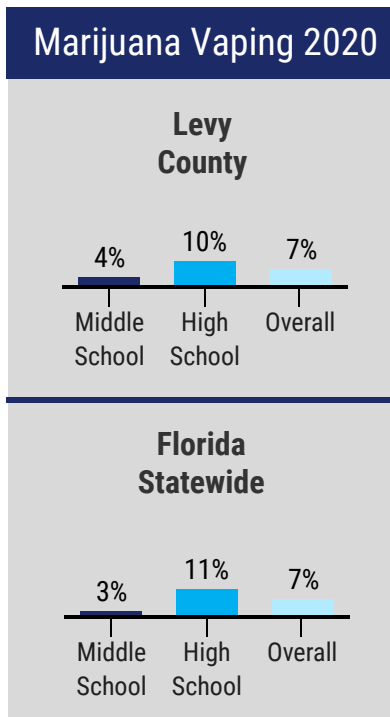 Marijuana Vaping 2020
Levy
County
4%
10%
7%
Middle
School
High
School
Overall
Florida
Statewide
3%
11%
7%
Middle
School
High
School
Overall